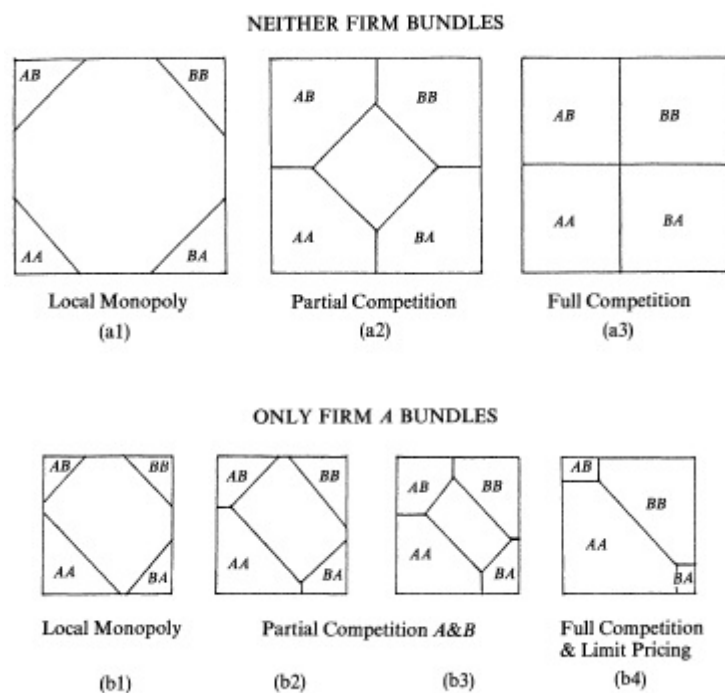 NEITHER FIRM BUNDLES
AB BB AB BB AB BB
AA BA AA BA AA BA
Local Monopoly Partial Competition Full Competition
(a1) (a2) (a3)
ONLY FIRM A BUNDLES
AB BB AB BB AB BB AB BB
AA BA AA BA AA BA AA BA
Local Monopoly Partial Competition A&B Full Competition
& Limit Pricing
(b1) (b2) (b3) (b4)